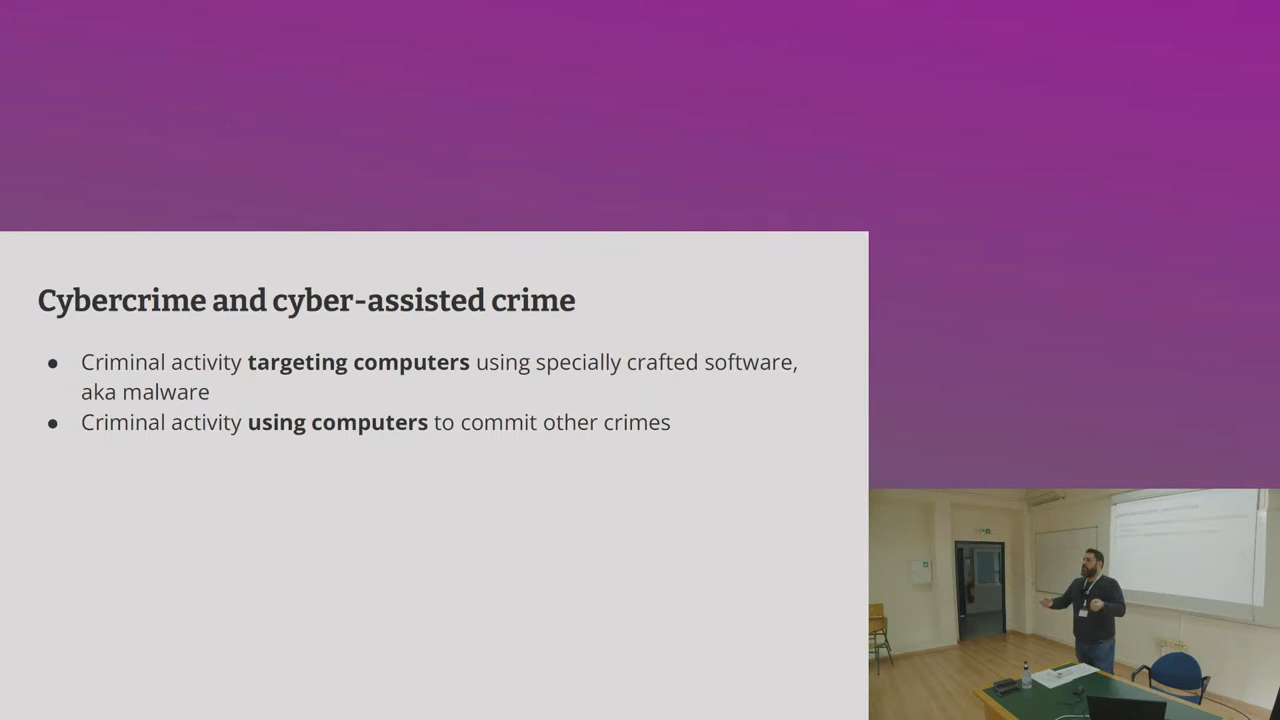 Cybercrime and cyber-assisted crime
● Criminal activity targeting computers using specially crafted software,
aka malware
● Criminal activity using computers to commit other crimes